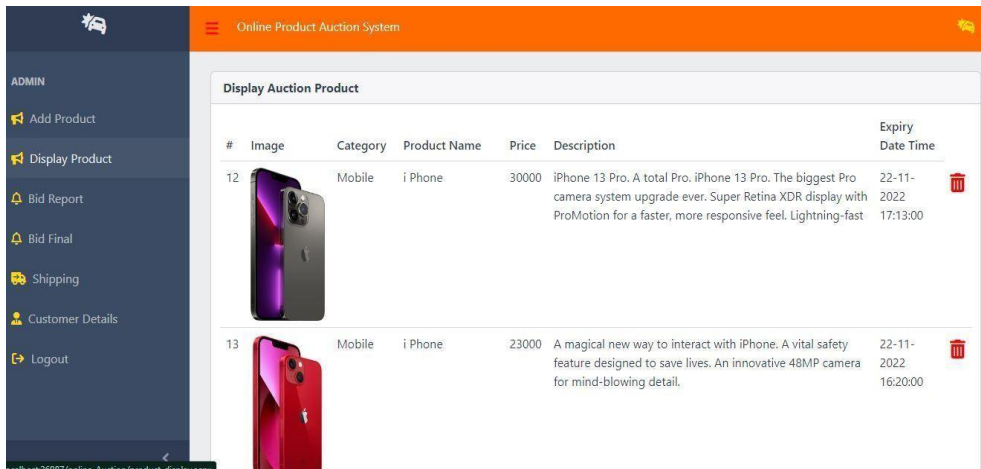 Online Product Auction System
ADMIN
Add Product
Display Product
Bid Report
Bid Final
Shipping
Customer Details
Logout
Display Auction Product
# Image Category Product Name Price Description Expiry
Date Time
12 Mobile i Phone 30000 iPhone 13 Pro. A total Pro. iPhone 13 Pro. The biggest Pro 22-11-
camera system upgrade ever. Super Retina XDR display with 2022
ProMotion for a faster, more responsive feel. Lightning-fast 17:13:00
13 Mobile i Phone 23000 A magical new way to interact with iPhone. A vital safety 22-11-
feature designed to save lives. An innovative 48MP camera 2022
for mind-blowing detail. 16:20:00